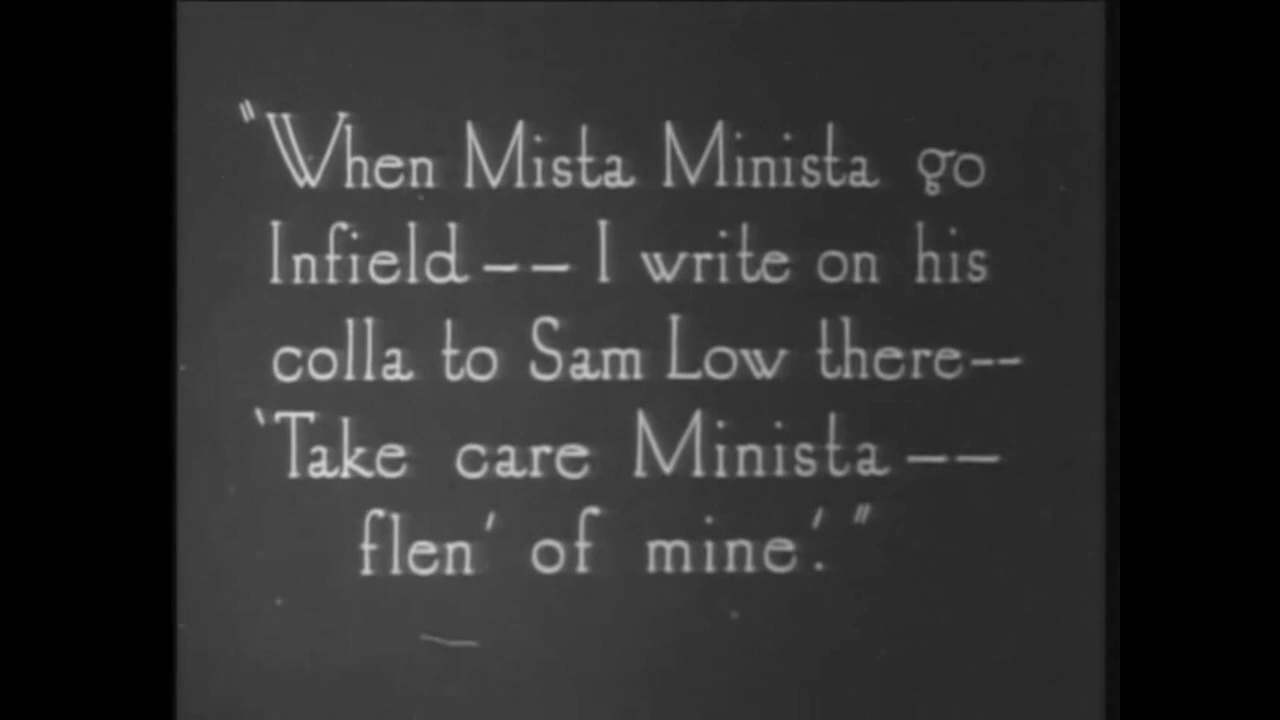 "When Mista Minista go
Infield -- I write on his
colla to Sam Low there--
'Take care Minista --
flen' of mine'."